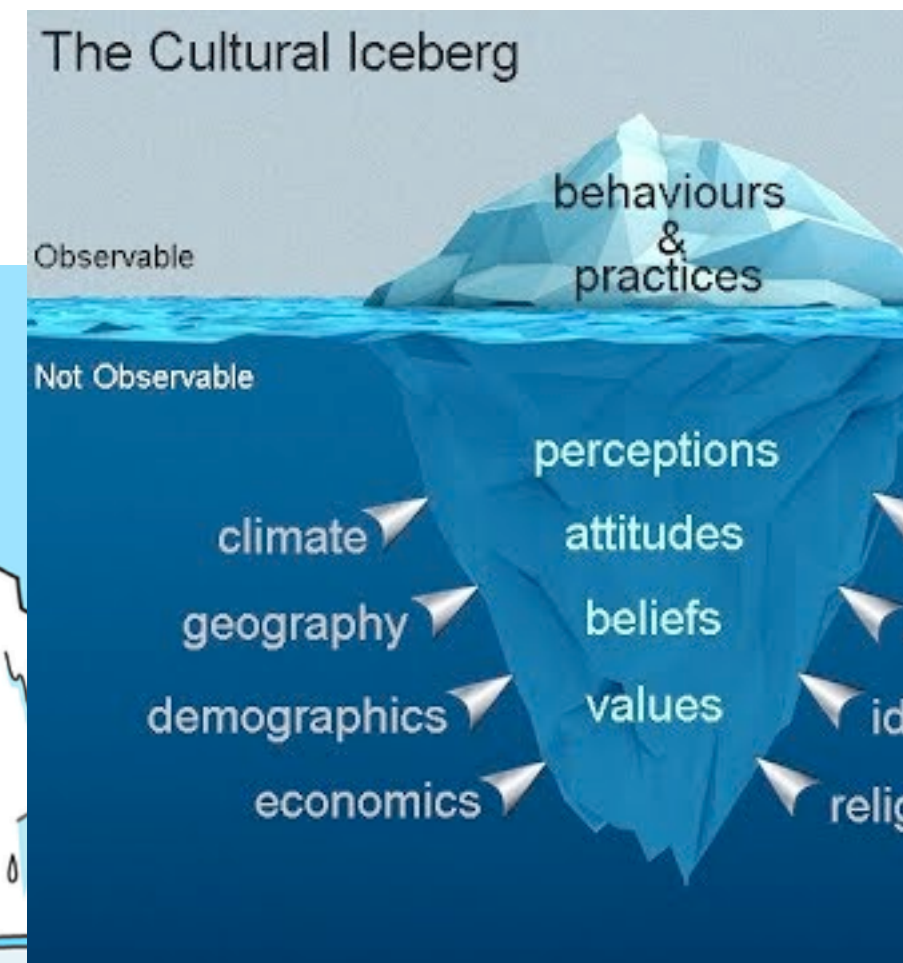 The Cultural Iceberg
behaviours
&
practices
Observable
Not Observable
perceptions
attitudes
beliefs
values
climate
geography
demographics
economics